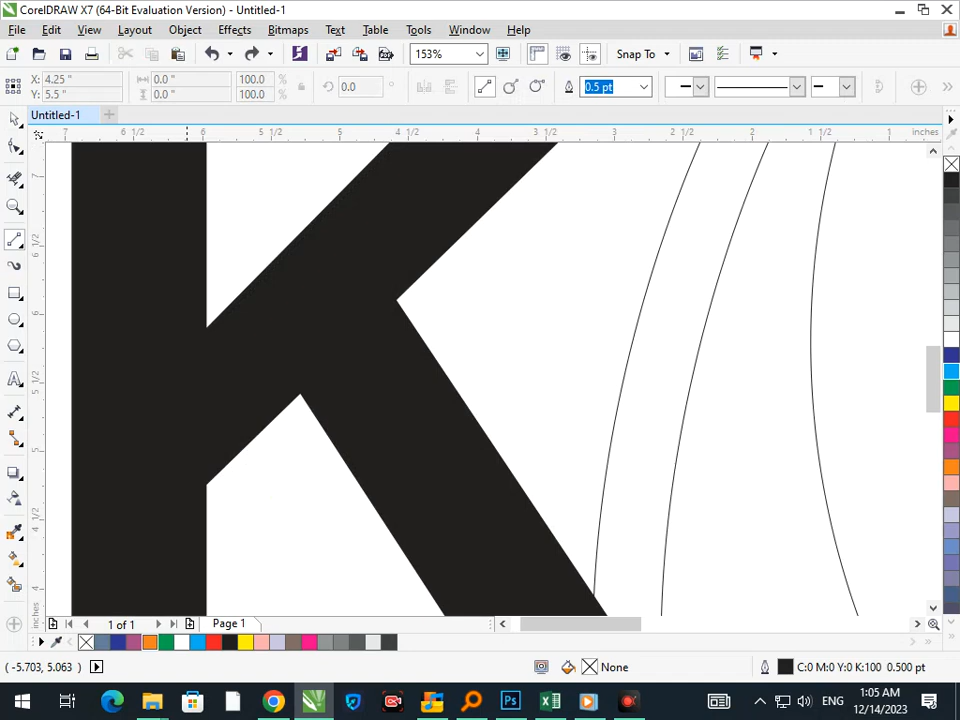 CorelDRAW X7 (64-Bit Evaluation Version) - Untitled-1
File Edit View Layout Object Effects Bitmaps Text Table Tools Window Help
153% Snap To
X: 4.25 " 0.0 " 100.0 % 0.0 0.5 pt
Y: 5.5 " 0.0 " 100.0 %
Untitled-1
7 6 1/2 6 5 1/2 5 4 1/2 4 3 1/2 3 2 1/2 2 1 1/2 1 inches
7
6 1/2
6
5 1/2
5
4 1/2
4
inches
K
1 of 1 Page 1
(-5.703, 5.063) None C:0 M:0 Y:0 K:100 0.500 pt
Ps ENG 1:05 AM
12/14/2023